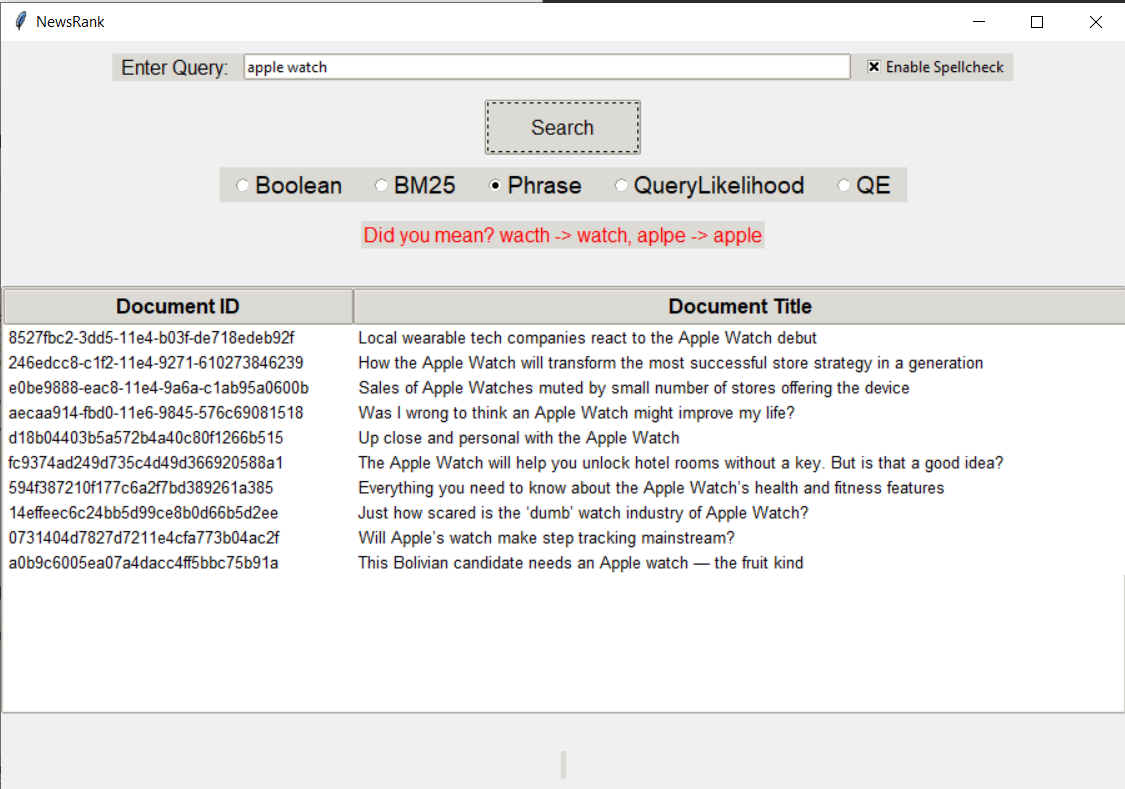 NewsRank
Enter Query: apple watch Enable Spellcheck
Search
Boolean BM25 Phrase QueryLikelihood QE
Did you mean? wacth -> watch, aplpe -> apple
Document ID Document Title
8527fbc2-3dd5-11e4-b03f-de718edeb92f Local wearable tech companies react to the Apple Watch debut
246edcc8-c1f2-11e4-9271-610273846239 How the Apple Watch will transform the most successful store strategy in a generation
e0be9888-eac8-11e4-9a6a-c1ab95a0600b Sales of Apple Watches muted by small number of stores offering the device
aecaa914-fbd0-11e6-9845-576c69081518 Was I wrong to think an Apple Watch might improve my life?
d18b04403b5a572b4a40c80f1266b515 Up close and personal with the Apple Watch
fc9374ad249d735c4d49d366920588a1 The Apple Watch will help you unlock hotel rooms without a key. But is that a good idea?
594f387210f177c6a2f7bd389261a385 Everything you need to know about the Apple Watch’s health and fitness features
14effeec6c24bb5d99ce8b0d66b5d2ee Just how scared is the ‘dumb’ watch industry of Apple Watch?
0731404d7827d7211e4cfa773b04ac2f Will Apple’s watch make step tracking mainstream?
a0b9c6005ea07a4dacc4ff5bbc75b91a This Bolivian candidate needs an Apple watch — the fruit kind